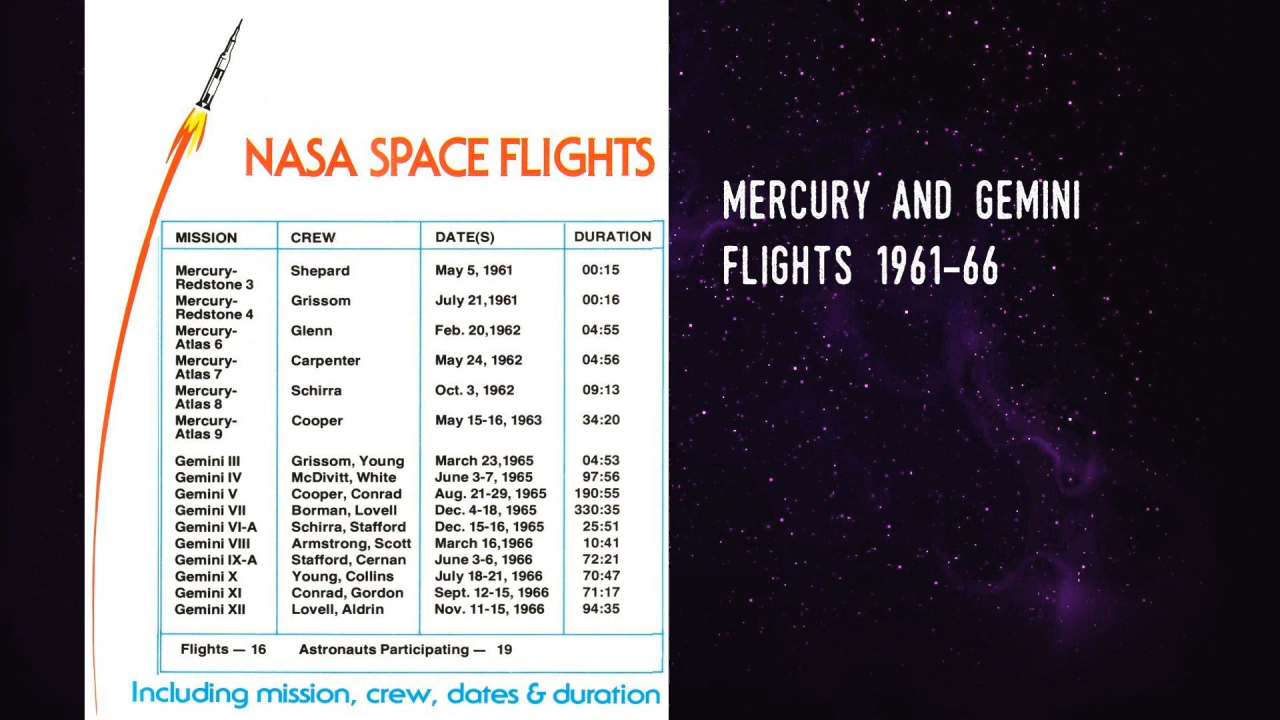 NASA SPACE FLIGHTS
MISSION CREW DATE(S) DURATION
Mercury- Shepard May 5, 1961 00:15
Redstone 3
Mercury- Grissom July 21,1961 00:16
Redstone 4
Mercury- Glenn Feb. 20,1962 04:55
Atlas 6
Mercury- Carpenter May 24, 1962 04:56
Atlas 7
Mercury- Schirra Oct. 3, 1962 09:13
Atlas 8
Mercury- Cooper May 15-16, 1963 34:20
Atlas 9
Gemini III Grissom, Young March 23,1965 04:53
Gemini IV McDivitt, White June 3-7, 1965 97:56
Gemini V Cooper, Conrad Aug. 21-29, 1965 190:55
Gemini VII Borman, Lovell Dec. 4-18, 1965 330:35
Gemini VI-A Schirra, Stafford Dec. 15-16, 1965 25:51
Gemini VIII Armstrong, Scott March 16,1966 10:41
Gemini IX-A Stafford, Cernan June 3-6, 1966 72:21
Gemini X Young, Collins July 18-21, 1966 70:47
Gemini XI Conrad, Gordon Sept. 12-15, 1966 71:17
Gemini XII Lovell, Aldrin Nov. 11-15, 1966 94:35
Flights — 16 Astronauts Participating — 19
Including mission, crew, dates & duration
MERCURY AND GEMINI
FLIGHTS 1961-66